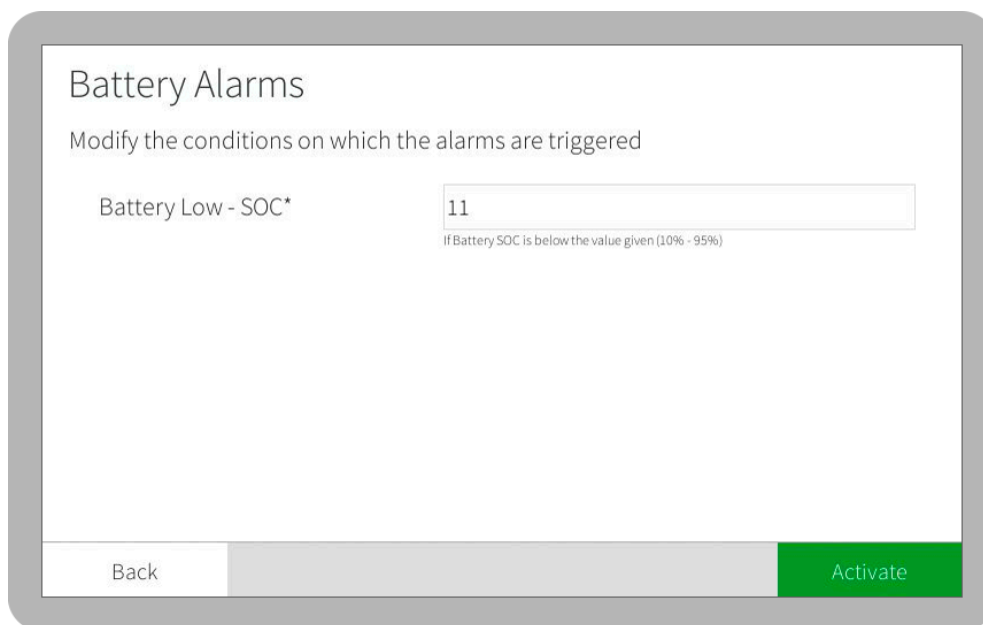 Battery Alarms
Modify the conditions on which the alarms are triggered
Battery Low - SOC*
11
If Battery SOC is below the value given (10% - 95%)
Back
Activate